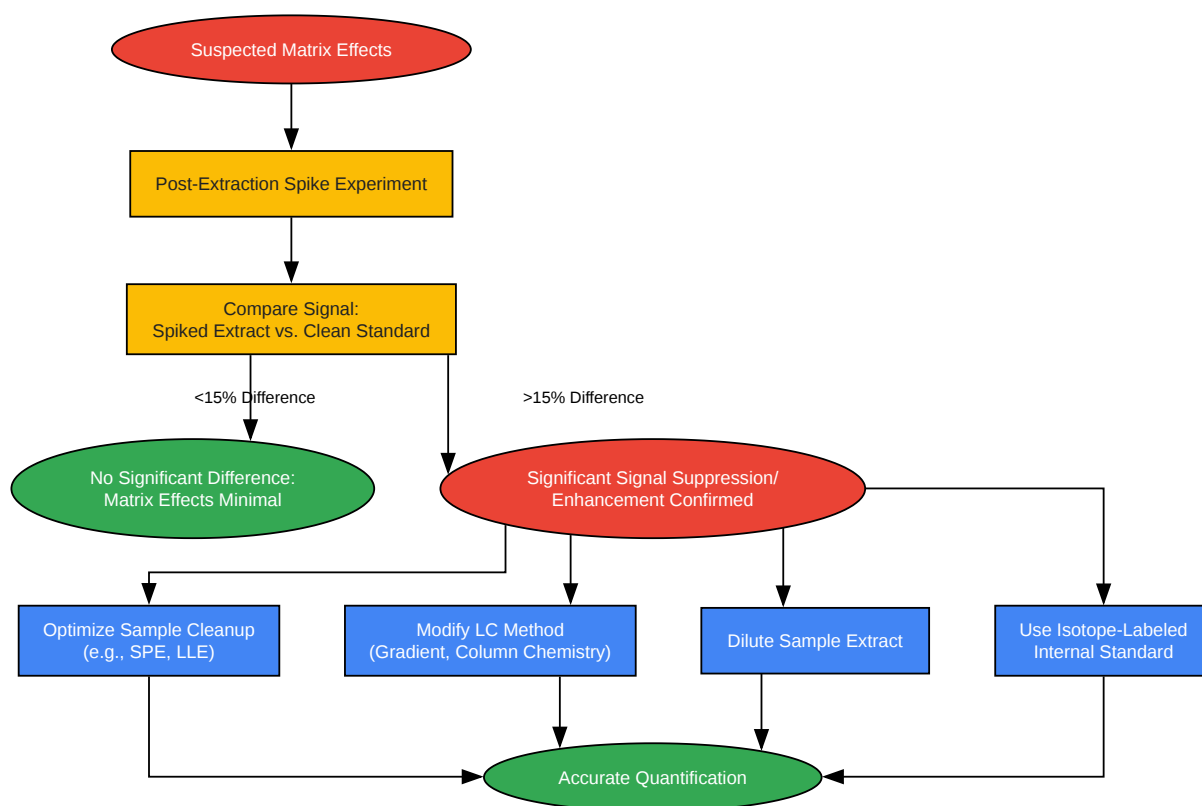 Suspected Matrix Effects
Post-Extraction Spike Experiment
Compare Signal:
Spiked Extract vs. Clean Standard
<15% Difference
>15% Difference
No Significant Difference:
Matrix Effects Minimal
Significant Signal Suppression/
Enhancement Confirmed
Optimize Sample Cleanup
(e.g., SPE, LLE)
Modify LC Method
(Gradient, Column Chemistry)
Dilute Sample Extract
Use Isotope-Labeled
Internal Standard
Accurate Quantification